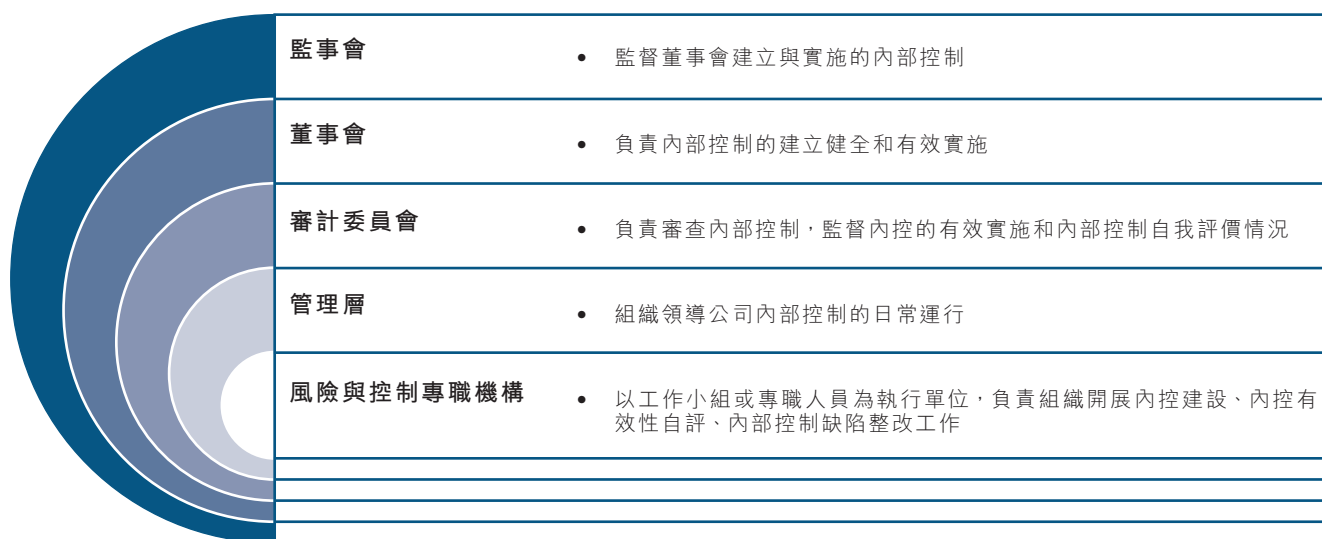 監事會
• 監督董事會建立與實施的內部控制
董事會
• 負責內部控制的建立健全和有效實施
審計委員會
• 負責審查內部控制，監督內控的有效實施和內部控制自我評價情況
管理層
• 組織領導公司內部控制的日常運行
風險與控制專職機構
• 以工作小組或專職人員為執行單位，負責組織開展內控建設、內控有
效性自評、內部控制缺陷整改工作